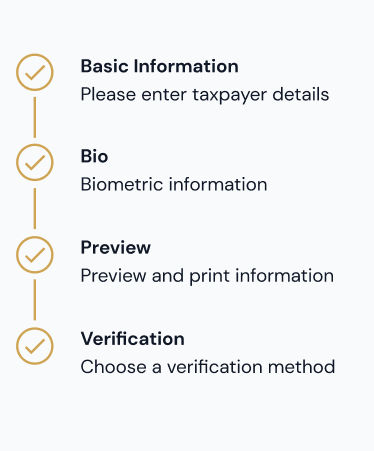 Basic Information
Please enter taxpayer details
Bio
Biometric information
Preview
Preview and print information
Verification
Choose a verification method